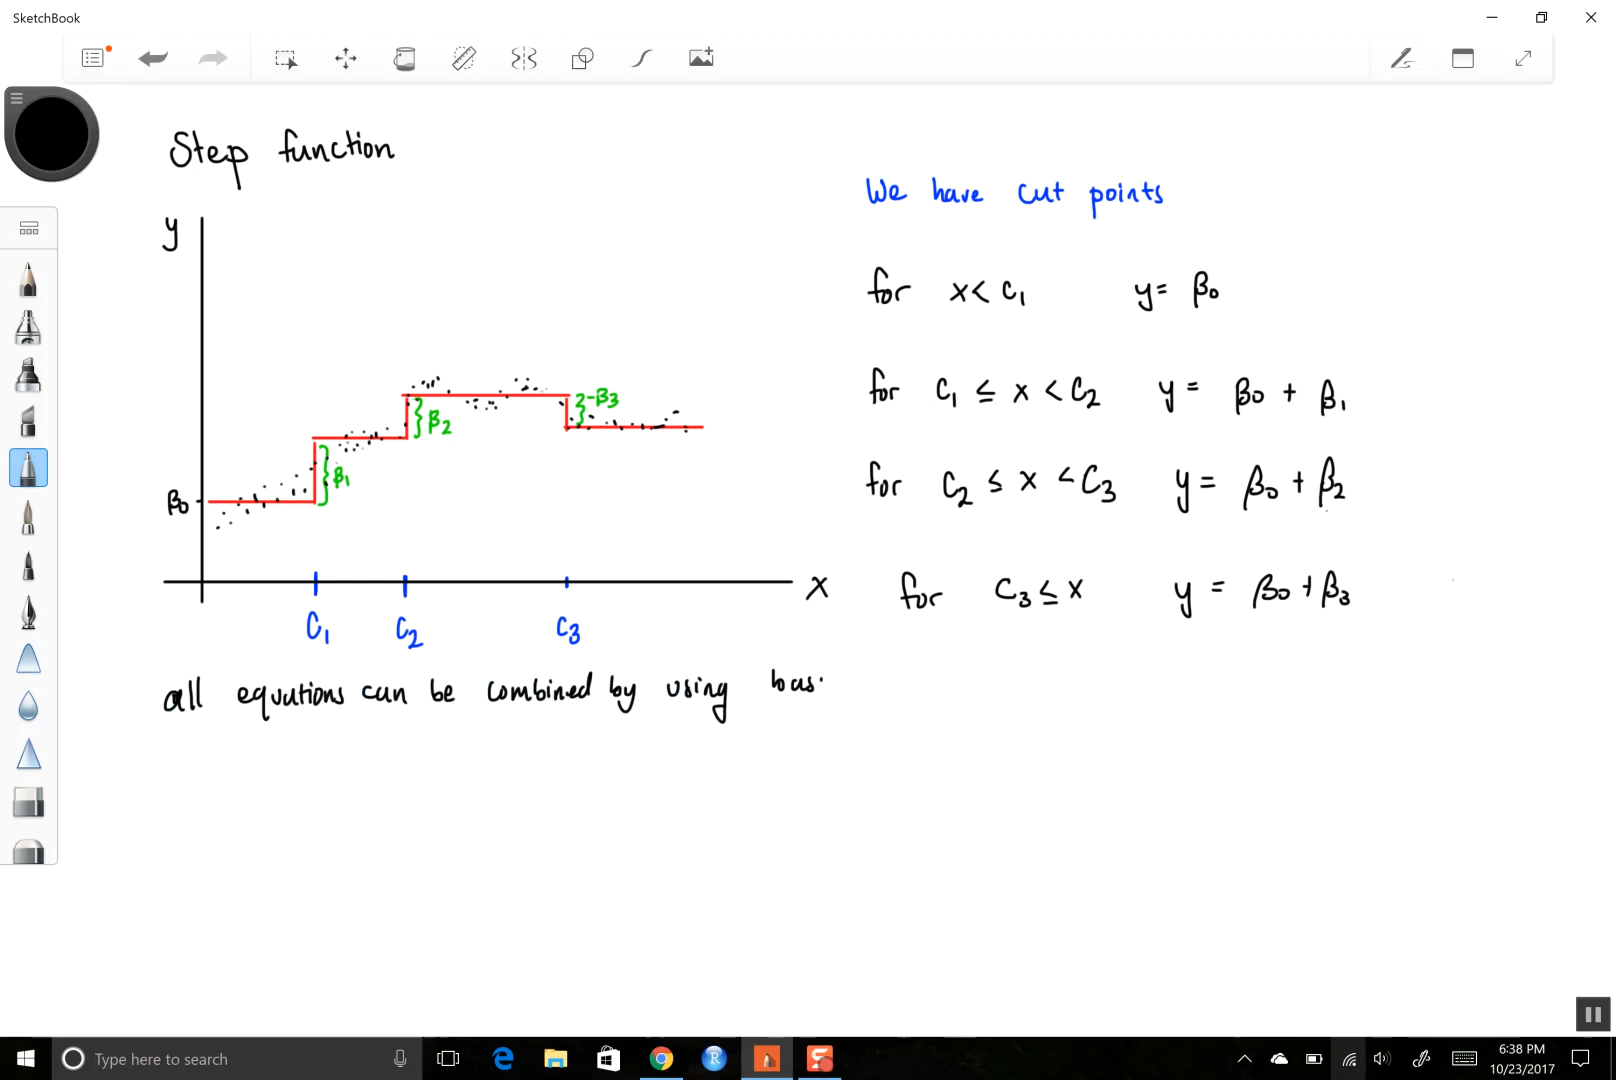 SketchBook
Step function
We have cut points
y
for x < c₁ y = β₀
for c₁ ≤ x < c₂ y = β₀ + β₁
for c₂ ≤ x < c₃ y = β₀ + β₂
for c₃ ≤ x y = β₀ + β₃
-β₃
β₂
β₁
β₀
x
C₁ C₂ C₃
all equations can be combined by using bas
Type here to search
6:38 PM
10/23/2017